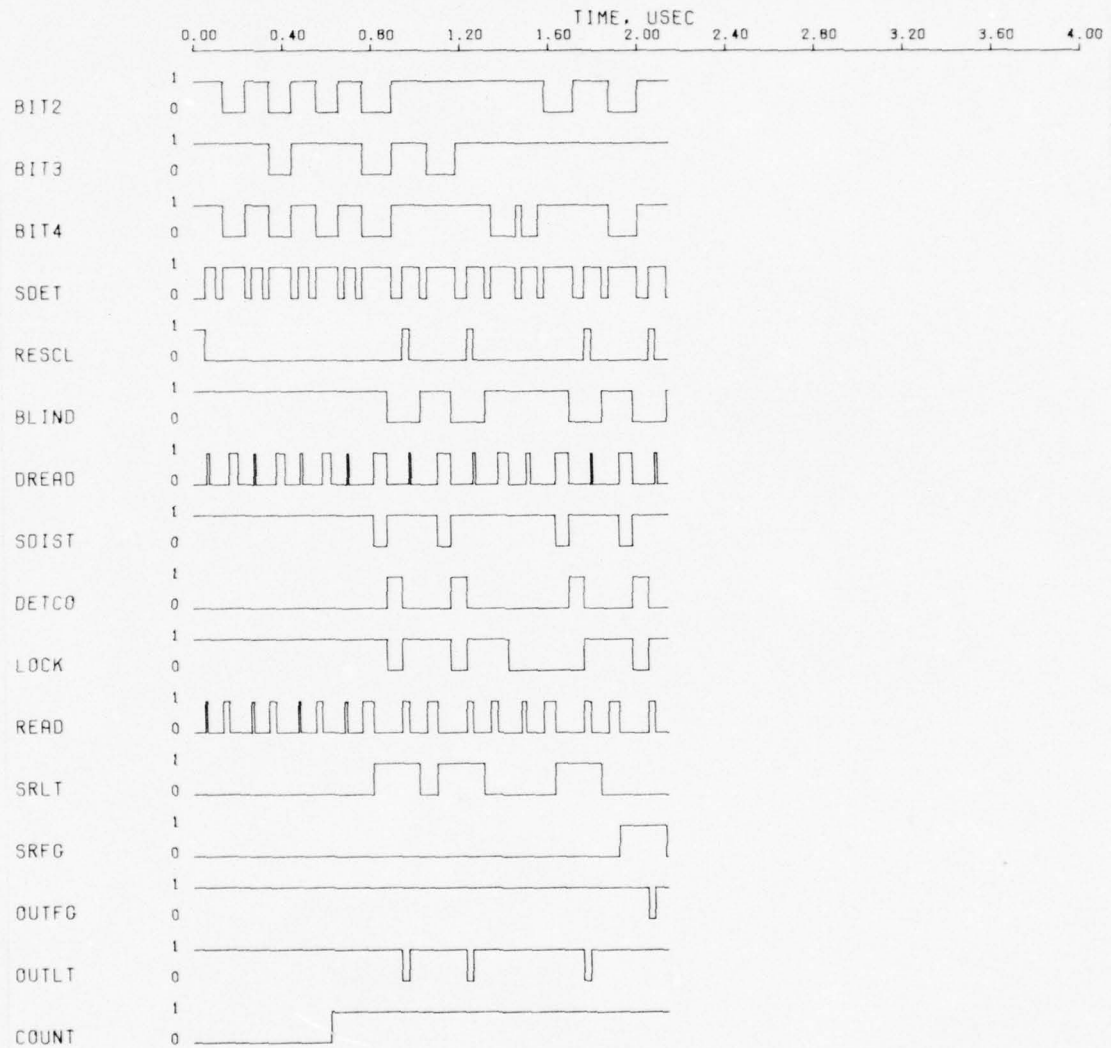 TIME, USEC
0.00 0.40 0.80 1.20 1.60 2.00 2.40 2.80 3.20 3.60 4.00
1
BIT2 0
1
BIT3 0
1
BIT4 0
1
SDET 0
1
RESCL 0
1
BLIND 0
1
DREAD 0
1
SDIST 0
1
DETCO 0
1
LOCK 0
1
READ 0
1
SRLT 0
1
SRFG 0
1
OUTFG 0
1
OUTLT 0
1
COUNT 0